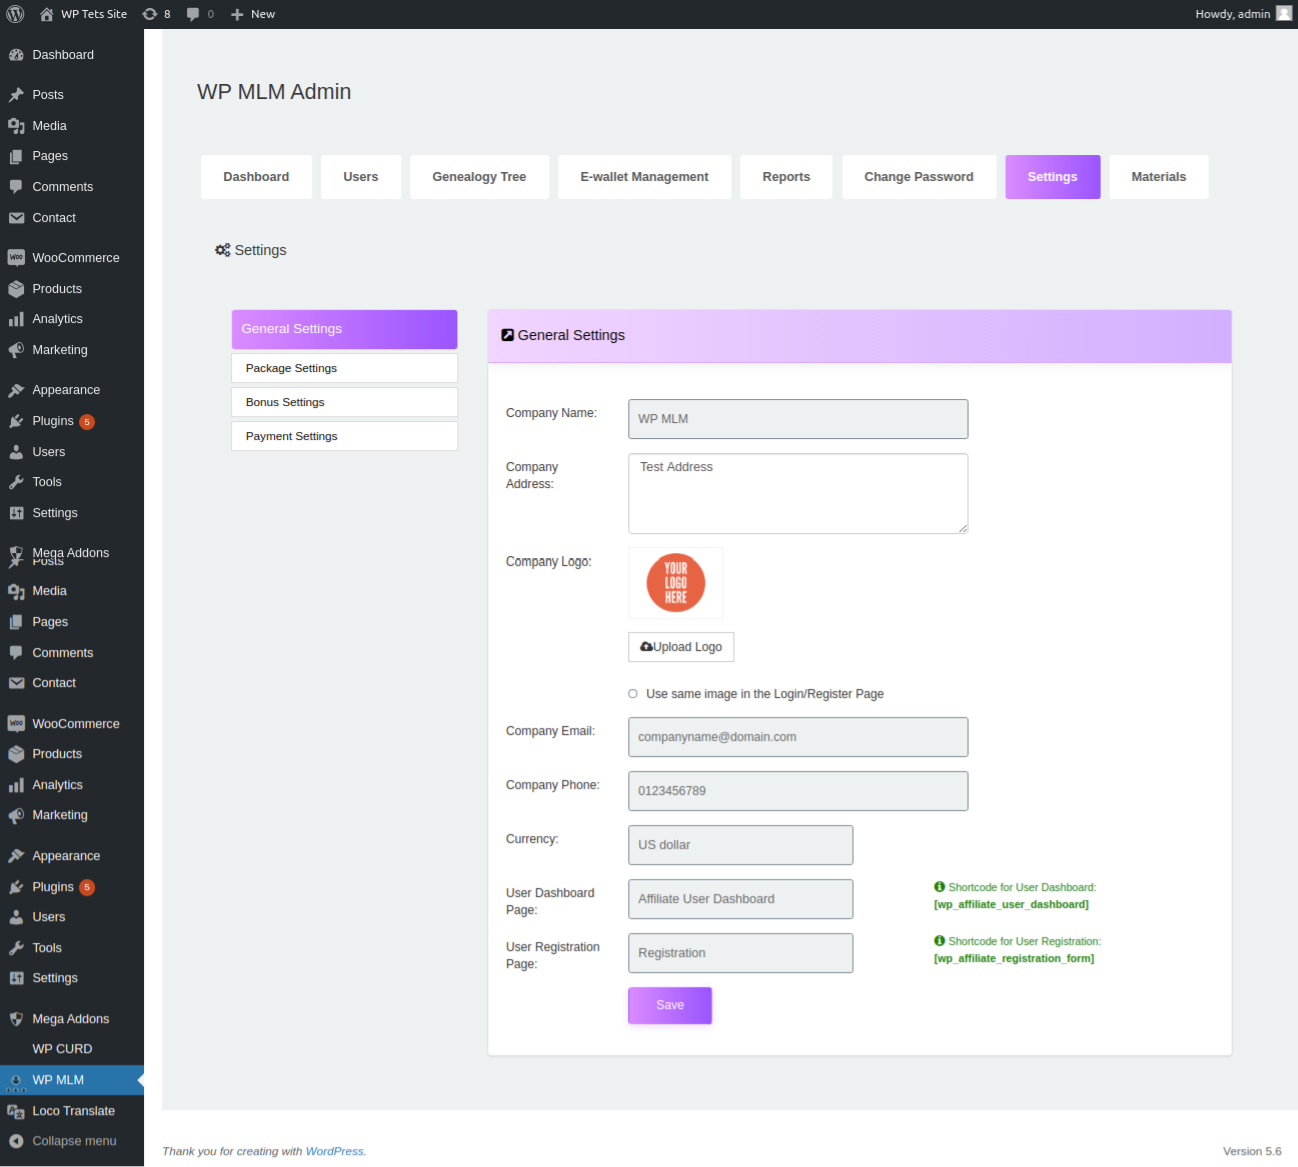 WP Tets Site
8
0
New
Howdy, admin
Dashboard
Posts
Media
Pages
Comments
Contact
WooCommerce
Products
Analytics
Marketing
Appearance
Plugins 5
Users
Tools
Settings
Mega Addons
Posts
Media
Pages
Comments
Contact
WooCommerce
Products
Analytics
Marketing
Appearance
Plugins 5
Users
Tools
Settings
Mega Addons
WP CURD
WP MLM
Loco Translate
Collapse menu
WP MLM Admin
Dashboard
Users
Genealogy Tree
E-wallet Management
Reports
Change Password
Settings
Materials
Settings
General Settings
Package Settings
Bonus Settings
Payment Settings
General Settings
Company Name:
WP MLM
Company
Address:
Test Address
Company Logo:
YOUR
LOGO
HERE
Upload Logo
Use same image in the Login/Register Page
Company Email:
companyname@domain.com
Company Phone:
0123456789
Currency:
US dollar
User Dashboard
Page:
Affiliate User Dashboard
Shortcode for User Dashboard:
[wp_affiliate_user_dashboard]
User Registration
Page:
Registration
Shortcode for User Registration:
[wp_affiliate_registration_form]
Save
Thank you for creating with WordPress.
Version 5.6